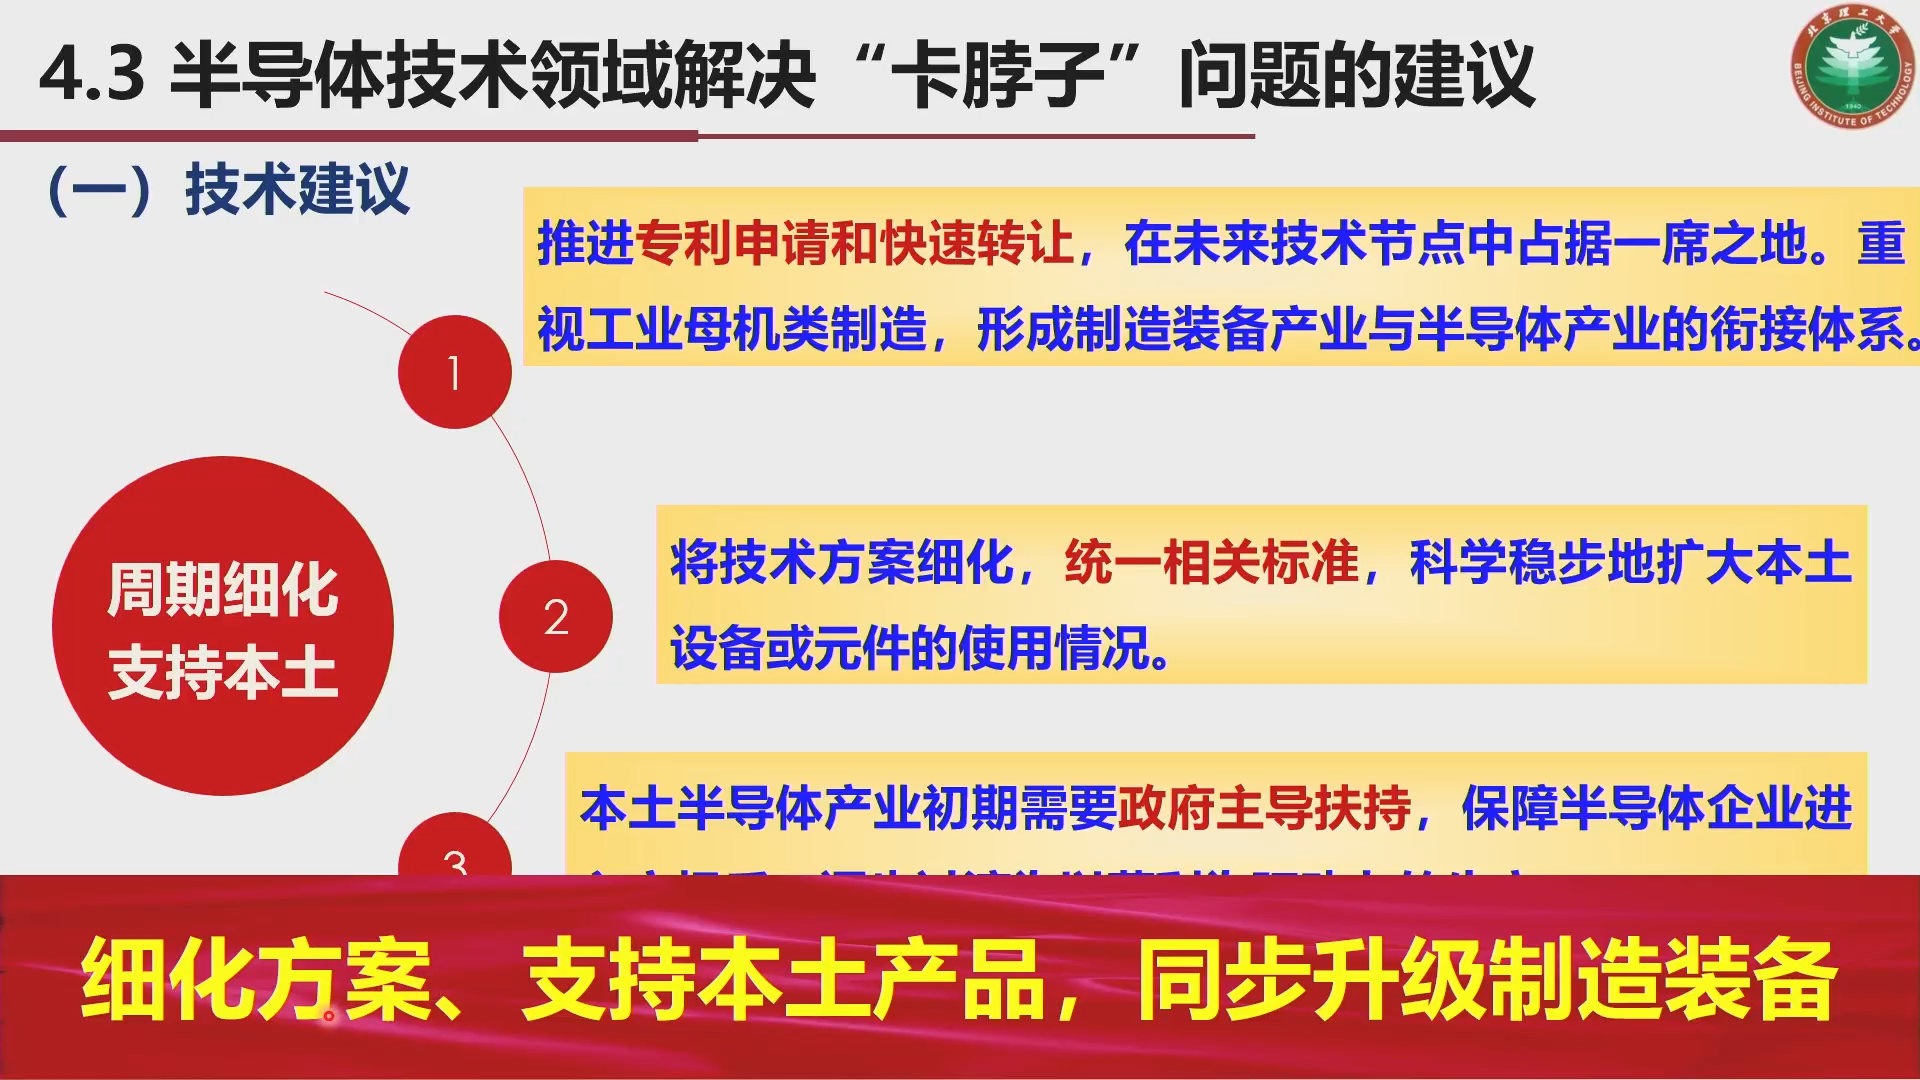 4.3 半导体技术领域解决“卡脖子”问题的建议
北京理工大学
BEIJING INSTITUTE OF TECHNOLOGY
1940
（一）技术建议
推进专利申请和快速转让，在未来技术节点中占据一席之地。重
视工业母机类制造，形成制造装备产业与半导体产业的衔接体系。
1
周期细化
支持本土
2
将技术方案细化，统一相关标准，科学稳步地扩大本土
设备或元件的使用情况。
3
本土半导体产业初期需要政府主导扶持，保障半导体企业进
细化方案、支持本土产品，同步升级制造装备